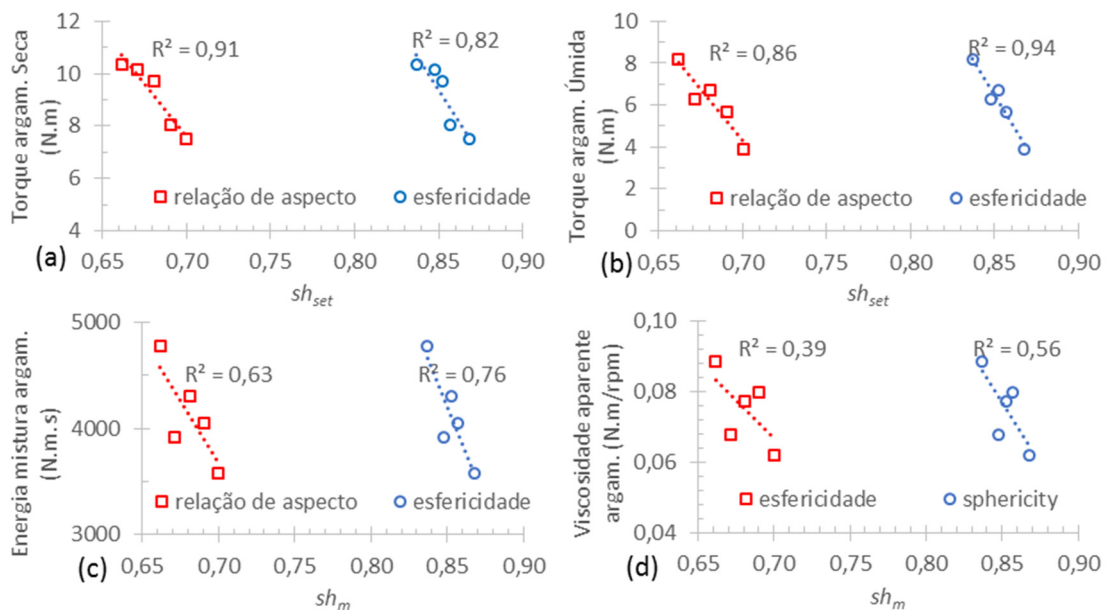 12
10
8
6
4
Torque argam. Seca
(N.m)
R² = 0,91
R² = 0,82
relação de aspecto
esfericidade
(a)
0,65
0,70
0,75
0,80
0,85
0,90
sh_set
10
8
6
4
2
0
Torque argam. Úmida
(N.m)
R² = 0,86
R² = 0,94
relação de aspecto
esfericidade
(b)
0,65
0,70
0,75
0,80
0,85
0,90
sh_set
5000
4000
3000
Energia mistura argam.
(N.m.s)
R² = 0,63
R² = 0,76
relação de aspecto
esfericidade
(c)
0,65
0,70
0,75
0,80
0,85
0,90
sh_m
0,10
0,08
0,06
0,04
Viscosidade aparente
argam. (N.m/rpm)
R² = 0,39
R² = 0,56
esfericidade
sphericity
(d)
0,65
0,70
0,75
0,80
0,85
0,90
sh_m